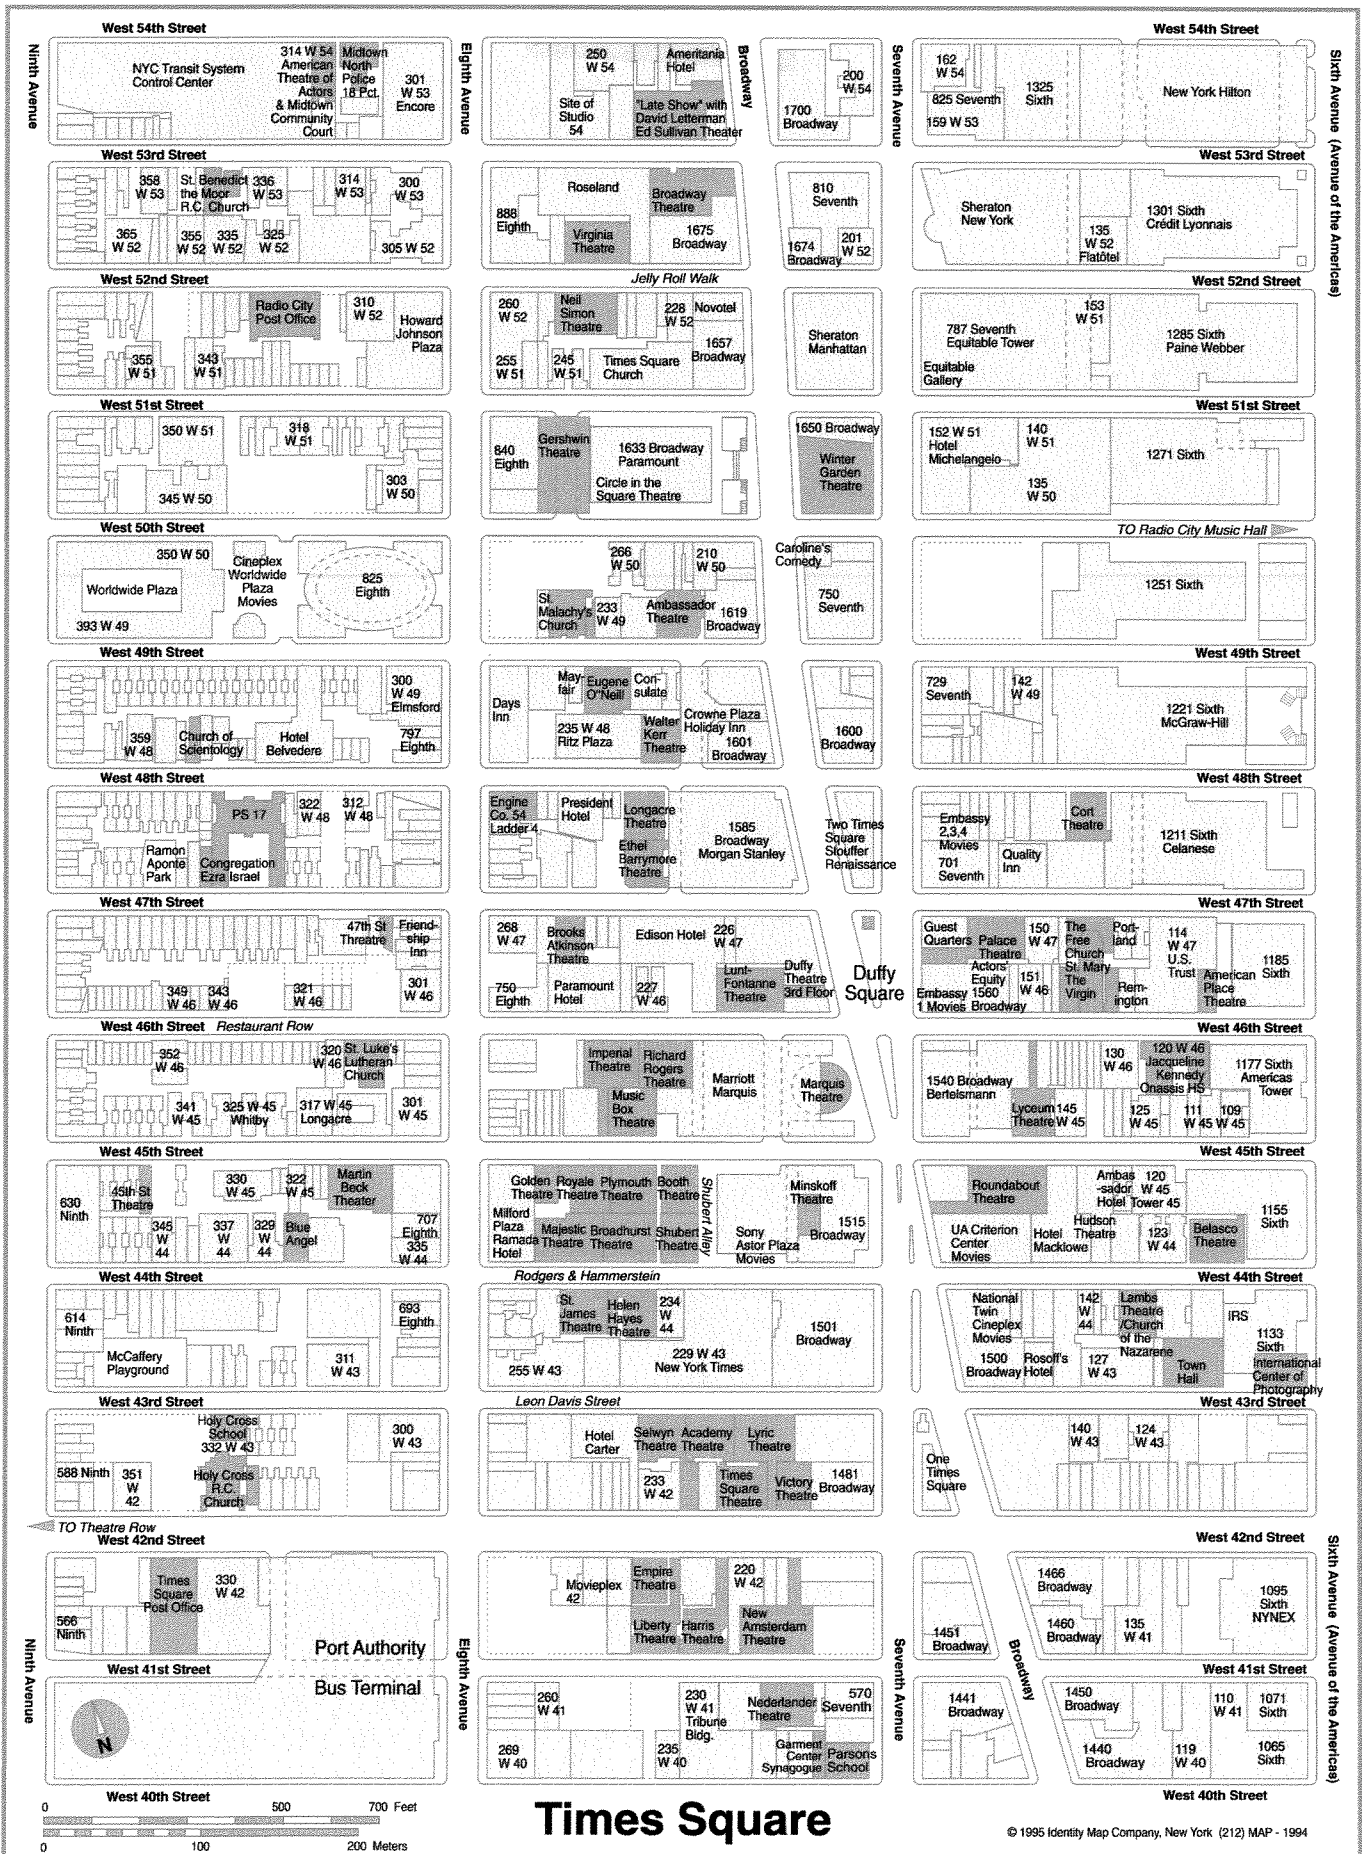 West 54th Street
West 54th Street
Ninth Avenue
NYC Transit System
Control Center
314 W 54
American
Theatre of
Actors
& Midtown
Community
Court
Midtown
North
Police
18 Pct.
301
W 53
Encore
Eighth Avenue
250
W 54
Site of
Studio
54
Ameritania
Hotel
"Late Show" with
David Letterman
Ed Sullivan Theater
Broadway
1700
Broadway
200
W 54
Seventh Avenue
162
W 54
825 Seventh
159 W 53
1325
Sixth
New York Hilton
Sixth Avenue (Avenue of the Americas)
West 53rd Street
West 53rd Street
358
W 53
St. Benedict
the Moor
R.C. Church
336
W 53
314
W 53
300
W 53
365
W 52
355
W 52
335
W 52
325
W 52
305 W 52
888
Eighth
Roseland
Virginia
Theatre
Broadway
Theatre
1675
Broadway
810
Seventh
1674
Broadway
201
W 52
Sheraton
New York
135
W 52
Flatôtel
1301 Sixth
Crédit Lyonnais
West 52nd Street
Jelly Roll Walk
West 52nd Street
Radio City
Post Office
310
W 52
Howard
Johnson
Plaza
355
W 51
343
W 51
260
W 52
Neil
Simon
Theatre
228
W 52
Novotel
1657
Broadway
255
W 51
245
W 51
Times Square
Church
Sheraton
Manhattan
787 Seventh
Equitable Tower
Equitable
Gallery
153
W 51
1285 Sixth
Paine Webber
West 51st Street
West 51st Street
350 W 51
318
W 51
345 W 50
303
W 50
840
Eighth
Gershwin
Theatre
1633 Broadway
Paramount
Circle in the
Square Theatre
1650 Broadway
Winter
Garden
Theatre
152 W 51
Hotel
Michelangelo
140
W 51
135
W 50
1271 Sixth
West 50th Street
TO Radio City Music Hall
350 W 50
Worldwide Plaza
393 W 49
Cineplex
Worldwide
Plaza
Movies
825
Eighth
266
W 50
210
W 50
St.
Malachy's
Church
233
W 49
Ambassador
Theatre
1619
Broadway
Caroline's
Comedy
750
Seventh
1251 Sixth
West 49th Street
West 49th Street
300
W 49
Elmsford
359
W 48
Church of
Scientology
Hotel
Belvedere
797
Eighth
Days
Inn
May-
fair
Eugene
O"Neill
Con-
sulate
235 W 48
Ritz Plaza
Walter
Kerr
Theatre
Crowne Plaza
Holiday Inn
1601
Broadway
1600
Broadway
729
Seventh
142
W 49
1221 Sixth
McGraw-Hill
West 48th Street
West 48th Street
PS 17
322
W 48
312
W 48
Ramon
Aponte
Park
Congregation
Ezra Israel
Engine
Co. 54
Ladder 4
President
Hotel
Longacre
Theatre
Ethel
Barrymore
Theatre
1585
Broadway
Morgan Stanley
Two Times
Square
Stouffer
Renaissance
Embassy
2,3,4
Movies
701
Seventh
Quality
Inn
Cort
Theatre
1211 Sixth
Celanese
West 47th Street
West 47th Street
47th St
Threatre
Friend-
ship
Inn
349
W 46
343
W 46
321
W 46
301
W 46
268
W 47
Brooks
Atkinson
Theatre
Edison Hotel
226
W 47
750
Eighth
Paramount
Hotel
227
W 46
Lunt-
Fontanne
Theatre
Duffy
Theatre
3rd Floor
Duffy
Square
Guest
Quarters
Palace
Theatre
Actors'
Equity
1560
Broadway
Embassy
1 Movies
150
W 47
151
W 46
The
Free
Church
St. Mary
The
Virgin
Port-
land
Rem-
ington
114
W 47
U.S.
Trust
American
Place
Theatre
1185
Sixth
West 46th Street Restaurant Row
West 46th Street
352
W 46
320
W 46
St. Luke's
Lutheran
Church
341
W 45
325 W 45
Whitby
317 W 45
Longacre
301
W 45
Imperial
Theatre
Richard
Rogers
Theatre
Music
Box
Theatre
Marriott
Marquis
Marquis
Theatre
1540 Broadway
Bertelsmann
Lyceum
Theatre
145
W 45
130
W 46
120 W 46
Jacqueline
Kennedy
Onassis HS
125
W 45
111
W 45
109
W 45
1177 Sixth
Americas
Tower
West 45th Street
West 45th Street
630
Ninth
45th St
Theatre
330
W 45
322
W 45
Martin
Beck
Theater
345
W
44
337
W
44
329
W
44
Blue
Angel
707
Eighth
335
W 44
Golden
Theatre
Royale
Theatre
Plymouth
Theatre
Booth
Theatre
Milford
Plaza
Ramada
Hotel
Majestic
Theatre
Broadhurst
Theatre
Shubert
Theatre
Shubert Alley
Minskoff
Theatre
Sony
Astor Plaza
Movies
1515
Broadway
Roundabout
Theatre
UA Criterion
Center
Movies
Hotel
Macklowe
Hudson
Theatre
Ambas
-sador
Hotel
120
W 45
Tower 45
123
W 44
Belasco
Theatre
1155
Sixth
West 44th Street
Rodgers & Hammerstein
West 44th Street
614
Ninth
McCaffery
Playground
693
Eighth
311
W 43
St.
James
Theatre
Helen
Hayes
Theatre
234
W
44
255 W 43
229 W 43
New York Times
1501
Broadway
National
Twin
Cineplex
Movies
1500
Broadway
Rosoff's
Hotel
142
W
44
127
W 43
Lambs
Theatre
/Church
of the
Nazarene
Town
Hall
IRS
1133
Sixth
International
Center of
Photography
West 43rd Street
Leon Davis Street
West 43rd Street
Holy Cross
School
332 W 43
300
W 43
588 Ninth
351
W
42
Holy Cross
R.C.
Church
Hotel
Carter
Selwyn
Theatre
Academy
Theatre
Lyric
Theatre
233
W 42
Times
Square
Theatre
Victory
Theatre
1481
Broadway
One
Times
Square
140
W 43
124
W 43
TO Theatre Row
West 42nd Street
West 42nd Street
566
Ninth
Times
Square
Post Office
330
W 42
Port Authority
Bus Terminal
Movieplex
42
Empire
Theatre
Liberty
Theatre
Harris
Theatre
220
W 42
New
Amsterdam
Theatre
1451
Broadway
1466
Broadway
1460
Broadway
135
W 41
1095
Sixth
NYNEX
Ninth Avenue
Eighth Avenue
Seventh Avenue
Broadway
Sixth Avenue (Avenue of the Americas)
West 41st Street
West 41st Street
N
260
W 41
269
W 40
230
W 41
Tribune
Bldg.
235
W 40
Nederlander
Theatre
570
Seventh
Garment
Center
Synagogue
Parsons
School
1441
Broadway
1450
Broadway
1440
Broadway
119
W 40
110
W 41
1071
Sixth
1065
Sixth
West 40th Street
West 40th Street
0 500 700 Feet
0 100 200 Meters
Times Square
© 1995 Identity Map Company, New York (212) MAP - 1994